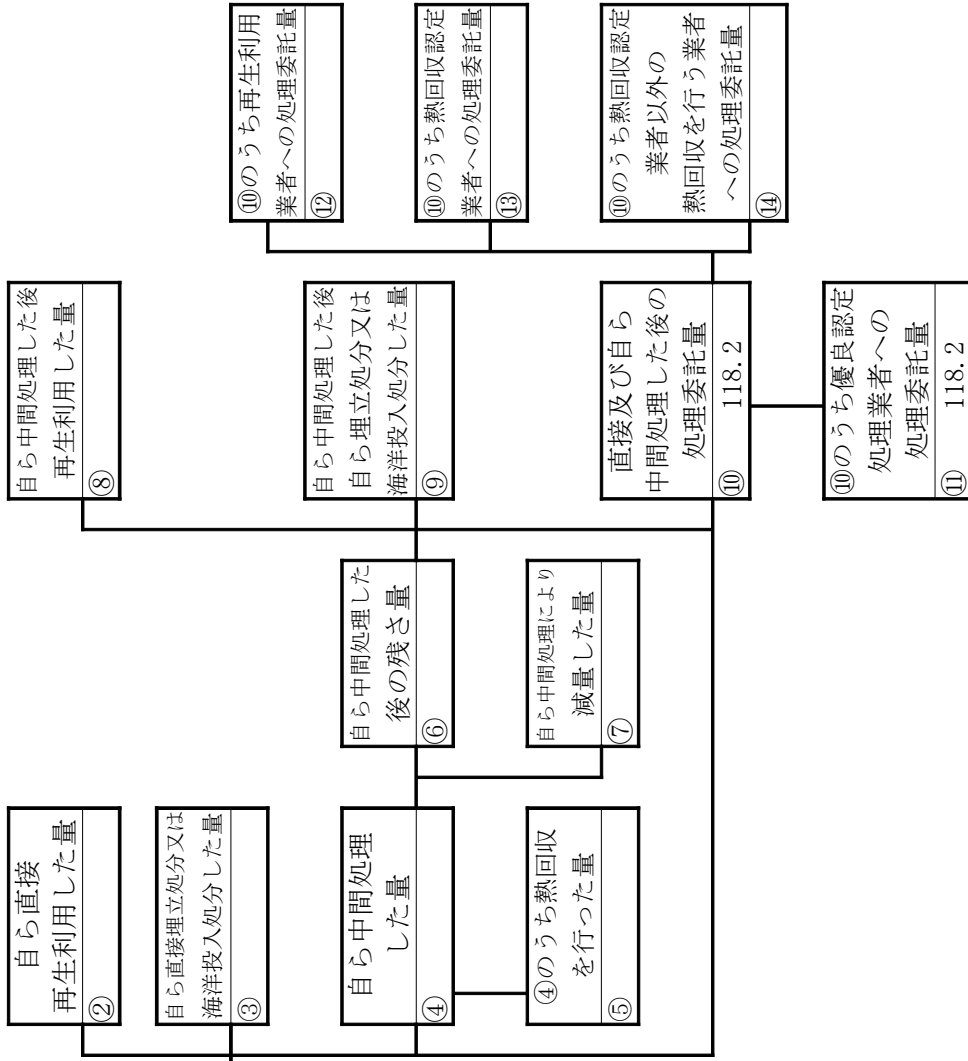 自ら直接
再生利用した量
②
自ら直接埋立処分又は
海洋投入処分した量
③
自ら中間処理
した量
④
④のうち熱回収
を行った量
⑤
自ら中間処理した
後の残さ量
⑥
自ら中間処理により
減量した量
⑦
自ら中間処理した後
再生利用した量
⑧
自ら中間処理した後
自ら埋立処分又は
海洋投入処分した量
⑨
直接及び自ら
中間処理した後の
処理委託量
⑩ 118.2
⑩のうち優良認定
処理業者への
処理委託量
⑪ 118.2
⑩のうち再生利用
業者への処理委託量
⑫
⑩のうち熱回収認定
業者への処理委託量
⑬
⑩のうち熱回収認定
業者以外の
熱回収を行う業者
への処理委託量
⑭